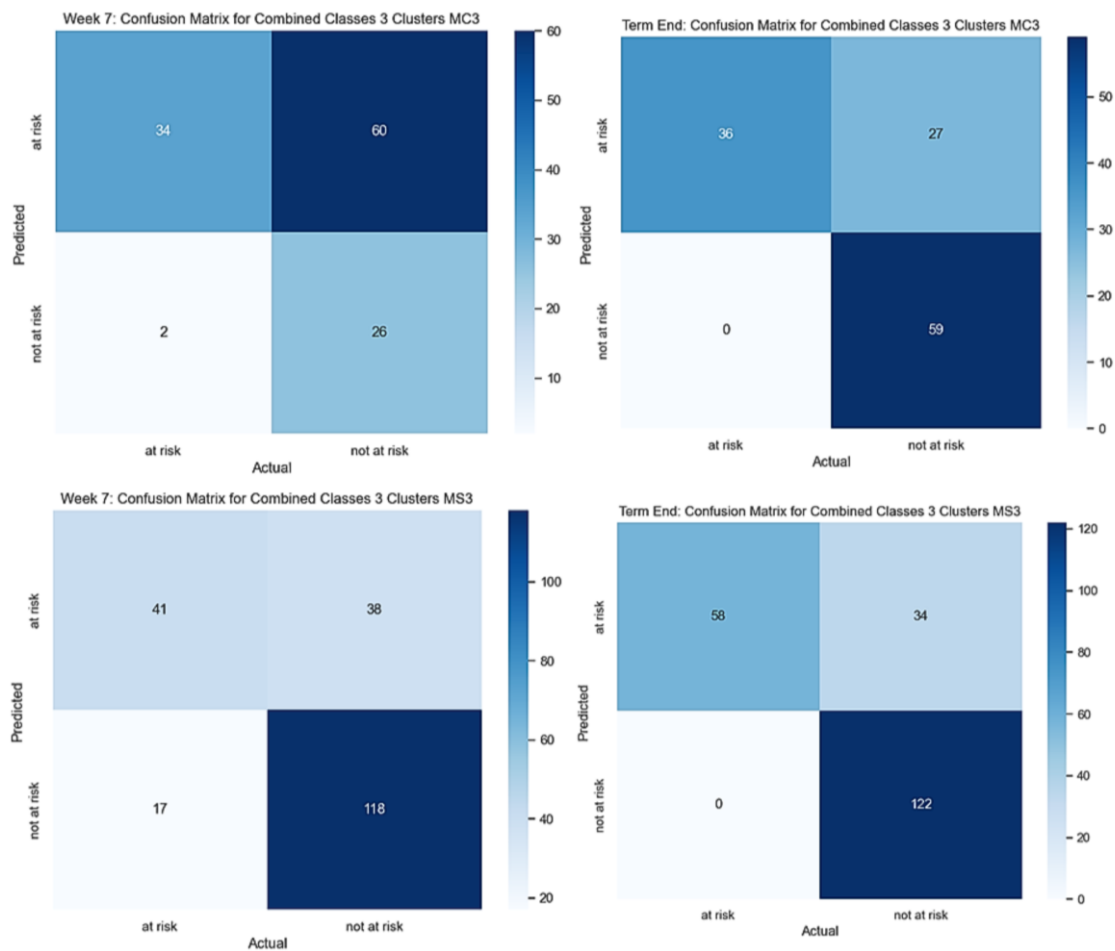 Week 7: Confusion Matrix for Combined Classes 3 Clusters MC3
at risk
not at risk
Predicted
34
60
2
26
at risk
not at risk
Actual
60
50
40
30
20
10
Term End: Confusion Matrix for Combined Classes 3 Clusters MC3
at risk
not at risk
Predicted
36
27
0
59
at risk
not at risk
Actual
50
40
30
20
10
0
Week 7: Confusion Matrix for Combined Classes 3 Clusters MS3
at risk
not at risk
Predicted
41
38
17
118
at risk
not at risk
Actual
100
80
60
40
20
Term End: Confusion Matrix for Combined Classes 3 Clusters MS3
at risk
not at risk
Predicted
58
34
0
122
at risk
not at risk
Actual
120
100
80
60
40
20
0